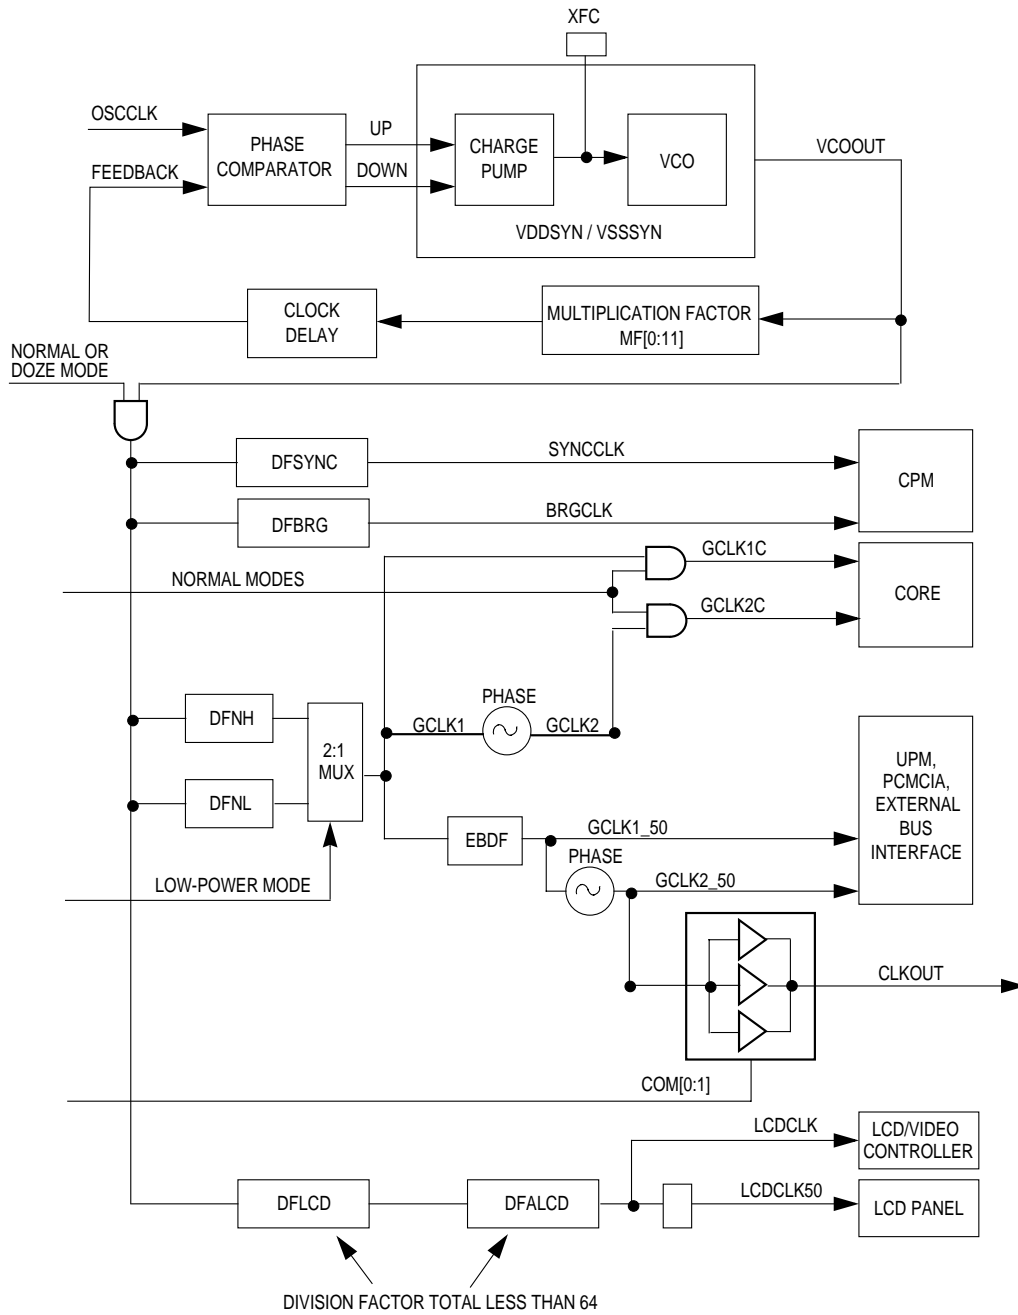 XFC
OSCCLK
PHASE
COMPARATOR
UP
CHARGE
PUMP
VCO
VCOOUT
FEEDBACK
DOWN
VDDSYN / VSSSYN
CLOCK
DELAY
MULTIPLICATION FACTOR
MF[0:11]
NORMAL OR
DOZE MODE
DFSYNC
SYNCCLK
CPM
DFBRG
BRGCLK
GCLK1C
NORMAL MODES
CORE
GCLK2C
PHASE
DFNH
GCLK1
GCLK2
2:1
MUX
UPM,
PCMCIA,
EXTERNAL
BUS
INTERFACE
DFNL
EBDF
GCLK1_50
PHASE
LOW-POWER MODE
GCLK2_50
CLKOUT
COM[0:1]
LCDCLK
LCD/VIDEO
CONTROLLER
DFLCD
DFALCD
LCDCLK50
LCD PANEL
DIVISION FACTOR TOTAL LESS THAN 64